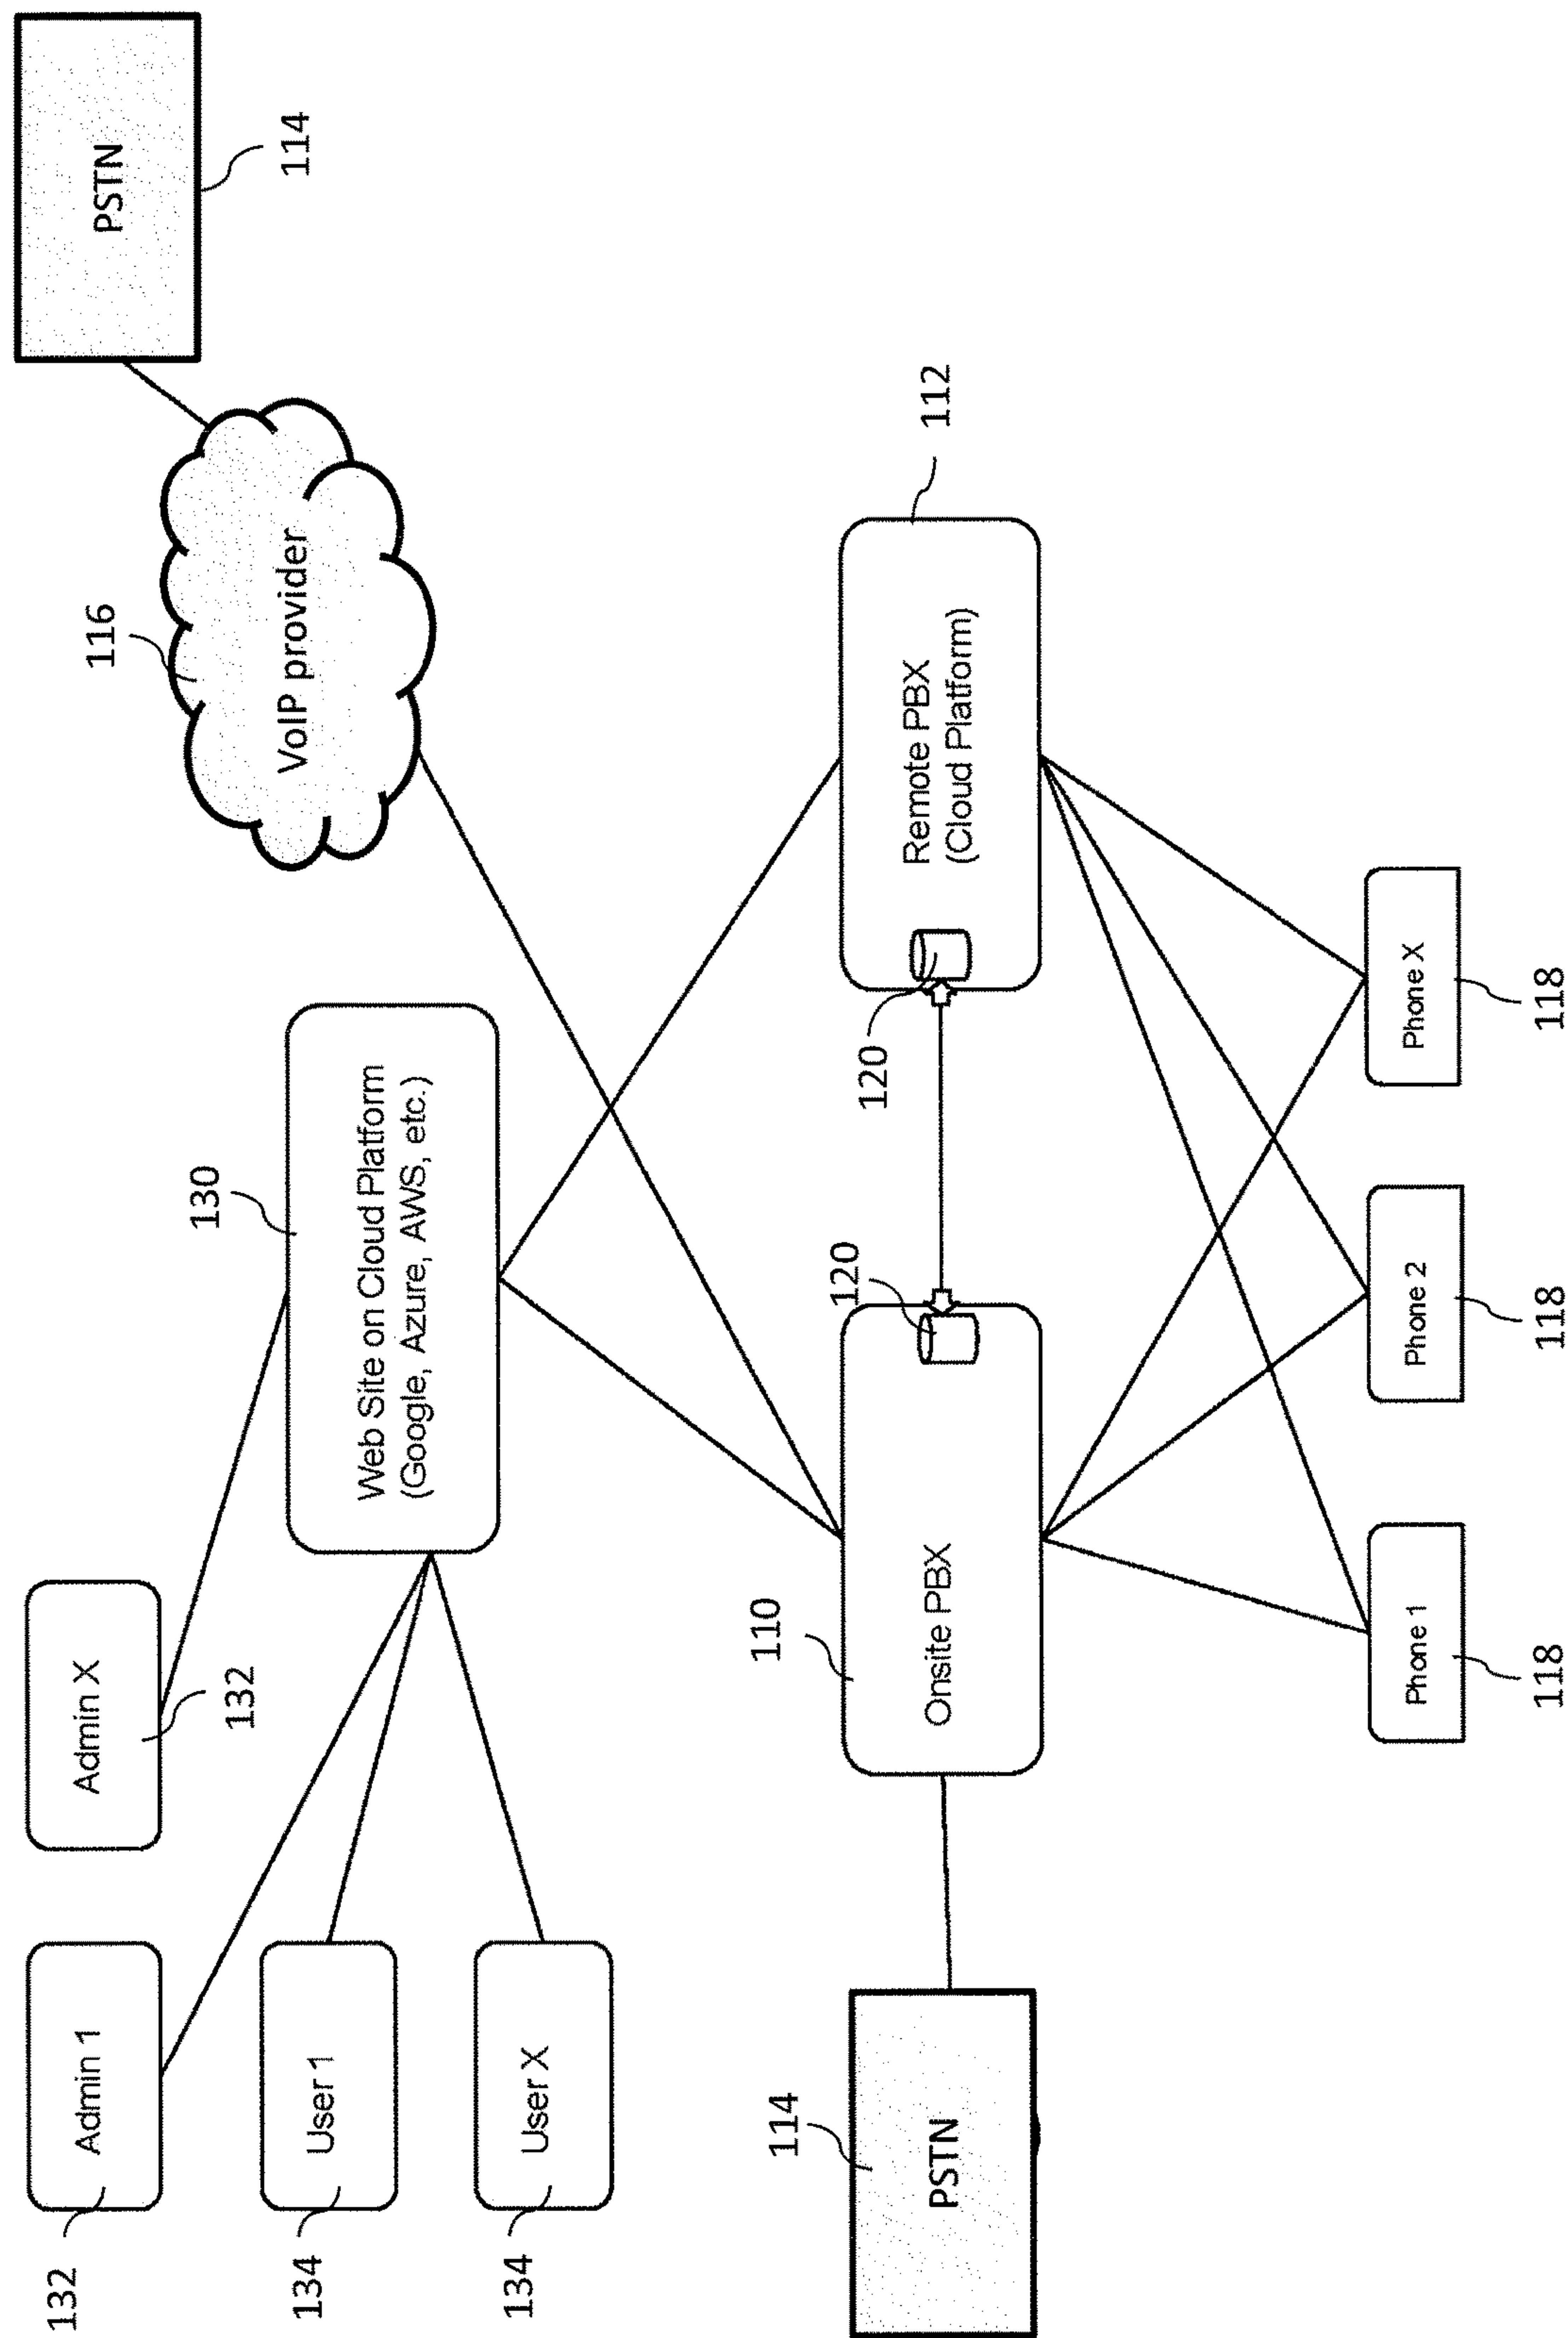 132
Admin 1
Admin X
132
134
User 1
134
User X
130
Web Site on Cloud Platform
(Google, Azure, AWS, etc.)
116
VoIP provider
PSTN
114
114
PSTN
110
Onsite PBX
120
120
Remote PBX
(Cloud Platform)
112
Phone 1
118
Phone 2
118
Phone X
118